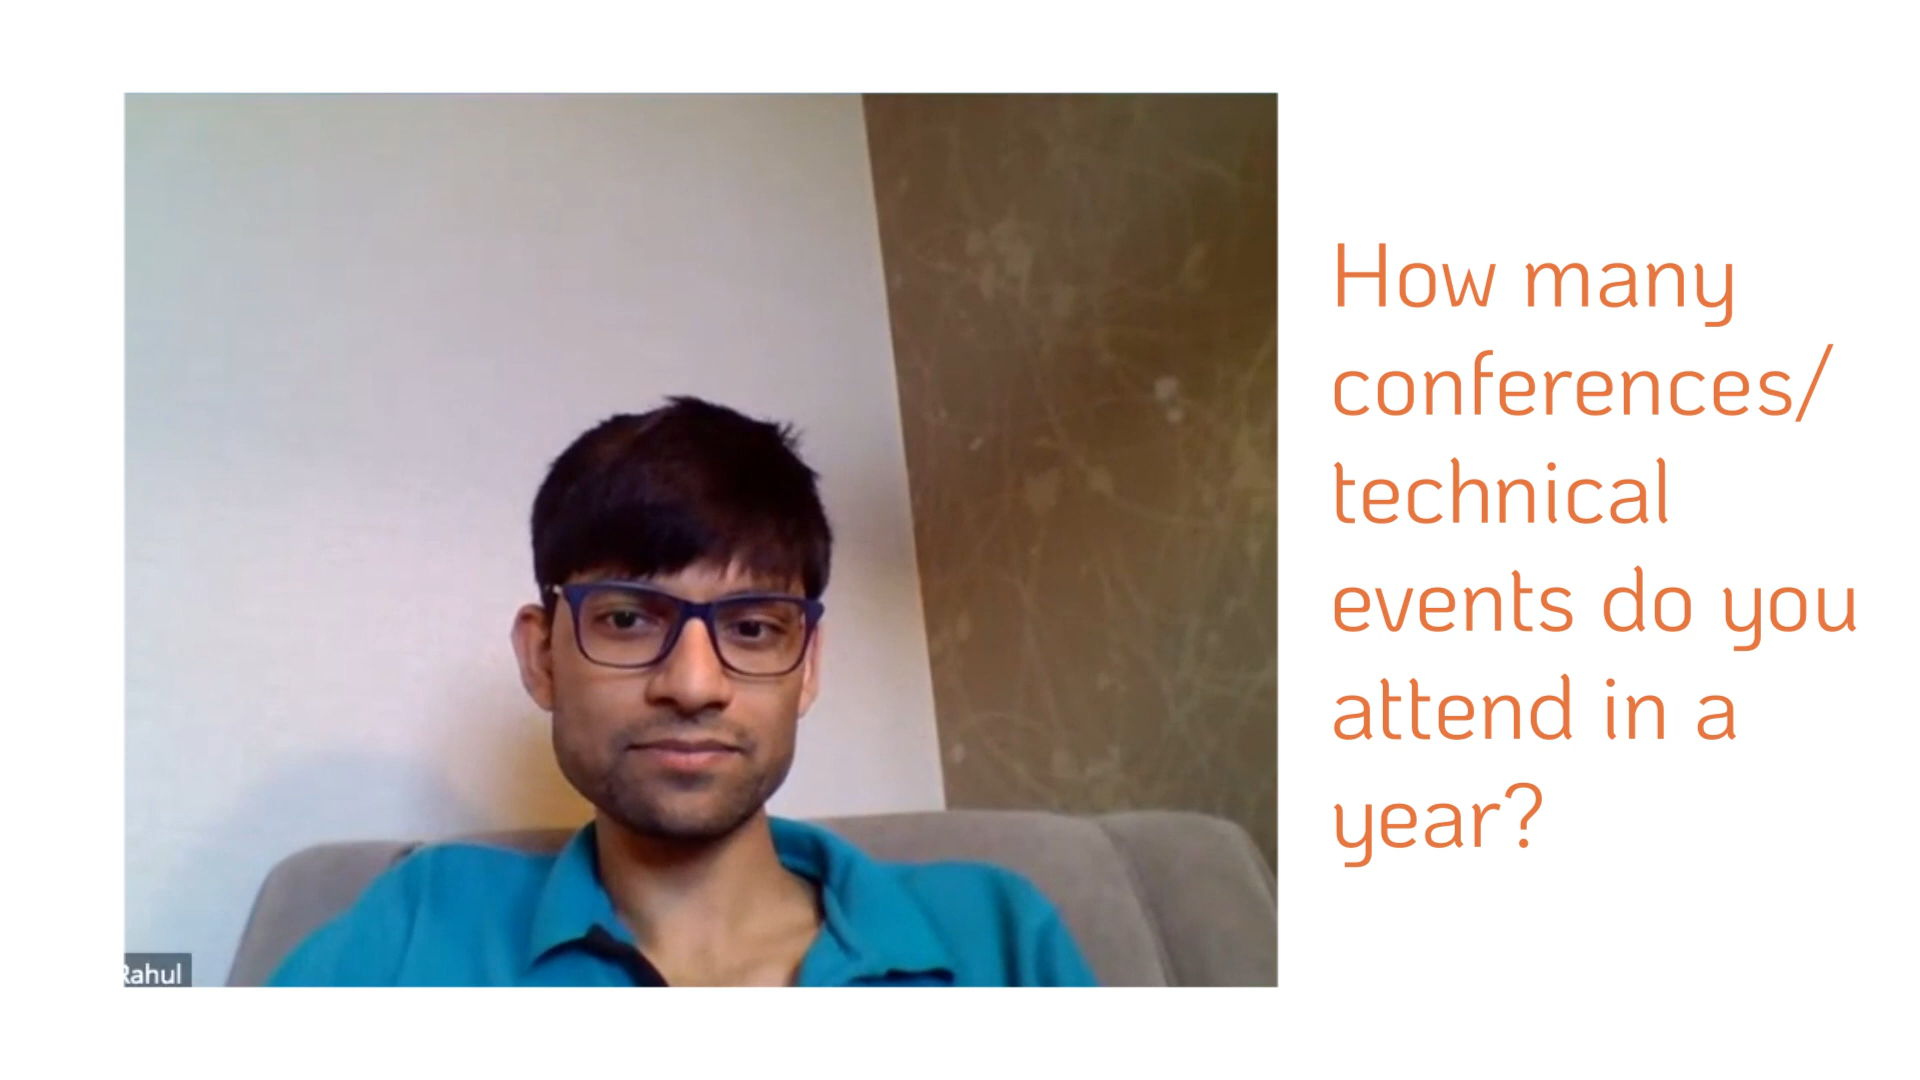 How many
conferences/
technical
events do you
attend in a
year?
Rahul